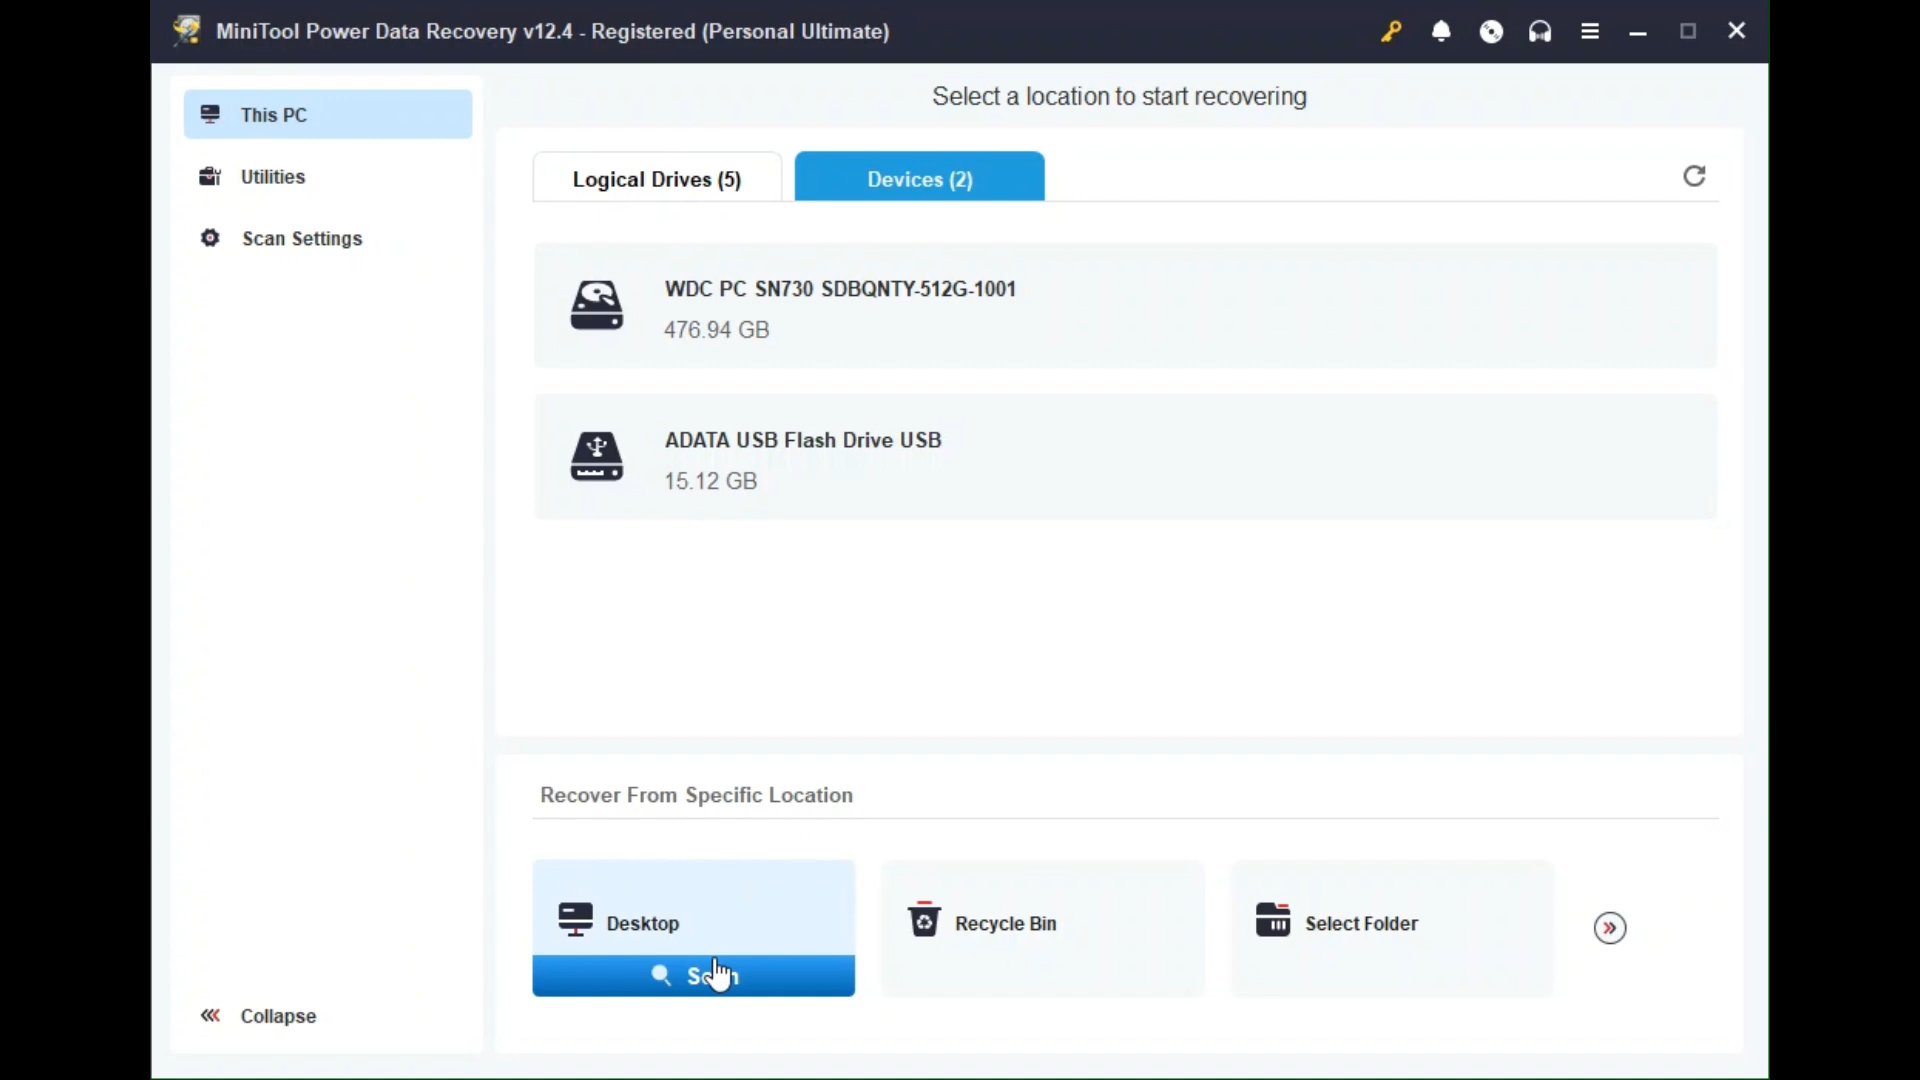 MiniTool Power Data Recovery v12.4 - Registered (Personal Ultimate)
This PC
Utilities
Scan Settings
Collapse
Select a location to start recovering
Logical Drives (5)
Devices (2)
WDC PC SN730 SDBQNTY-512G-1001
476.94 GB
ADATA USB Flash Drive USB
15.12 GB
Recover From Specific Location
Desktop
Recycle Bin
Select Folder